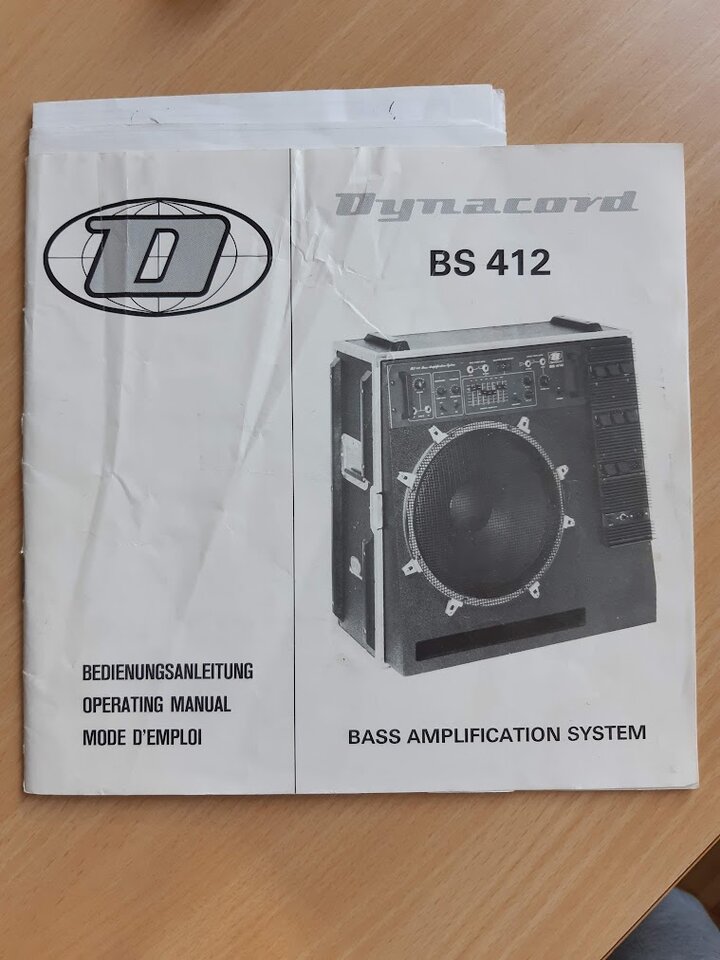 D
Dynacord
BS 412
BEDIENUNGSANLEITUNG
OPERATING MANUAL
MODE D'EMPLOI
BASS AMPLIFICATION SYSTEM